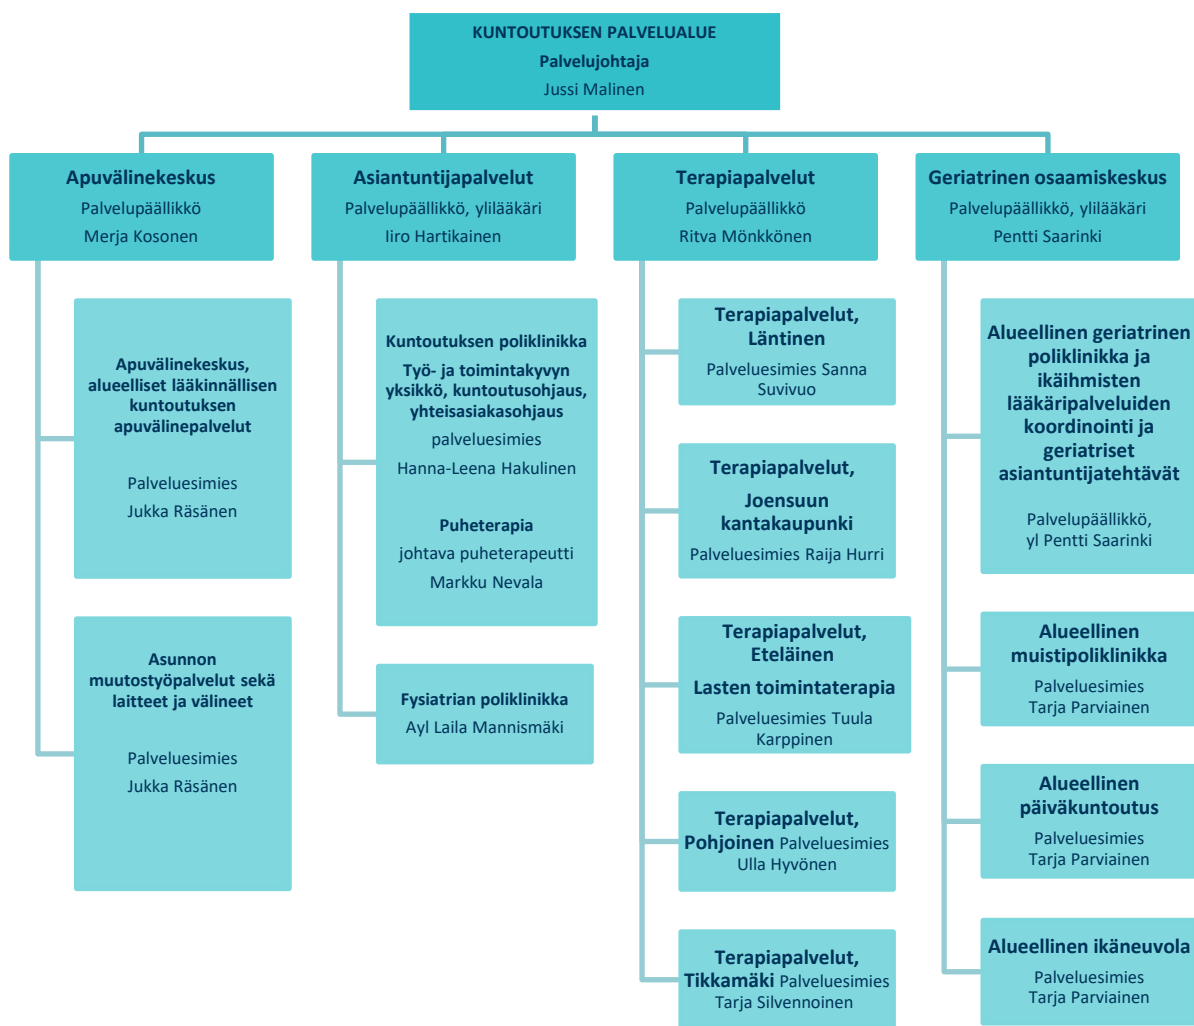 KUNTOUTUKSEN PALVELUALUE
Palvelujohtaja
Jussi Malinen
Apuvälinekeskus
Palvelupäällikkö
Merja Kosonen
Apuvälinekeskus,
alueelliset lääkinnällisen
kuntoutuksen
apuvälinepalvelut
Palveluesimies
Jukka Räsänen
Asunnon
muutostyöpalvelut sekä
laitteet ja välineet
Palveluesimies
Jukka Räsänen
Asiantuntijapalvelut
Palvelupäällikkö, ylilääkäri
Iiro Hartikainen
Kuntoutuksen poliklinikka
Työ- ja toimintakyvyn
yksikkö, kuntoutusohjaus,
yhteisasiakasohjaus
palveluesimies
Hanna-Leena Hakulinen
Puheterapia
johtava puheterapeutti
Markku Nevala
Fysiatrian poliklinikka
Ayl Laila Mannismäki
Terapiapalvelut
Palvelupäällikkö
Ritva Mönkkönen
Terapiapalvelut,
Läntinen
Palveluesimies Sanna
Suvivuo
Terapiapalvelut,
Joensuun
kantakaupunki
Palveluesimies Raija Hurri
Terapiapalvelut,
Eteläinen
Lasten toimintaterapia
Palveluesimies Tuula
Karppinen
Terapiapalvelut,
Pohjoinen Palveluesimies
Ulla Hyvönen
Terapiapalvelut,
Tikkamäki Palveluesimies
Tarja Silvennoinen
Geriatrinen osaamiskeskus
Palvelupäällikkö, ylilääkäri
Pentti Saarinki
Alueellinen geriatrinen
poliklinikka ja
ikäihmisten
lääkäripalveluiden
koordinointi ja
geriatriset
asiantuntijatehtävät
Palvelupäällikkö,
yl Pentti Saarinki
Alueellinen
muistipoliklinikka
Palveluesimies
Tarja Parviainen
Alueellinen
päiväkuntoutus
Palveluesimies
Tarja Parviainen
Alueellinen ikäneuvola
Palveluesimies
Tarja Parviainen